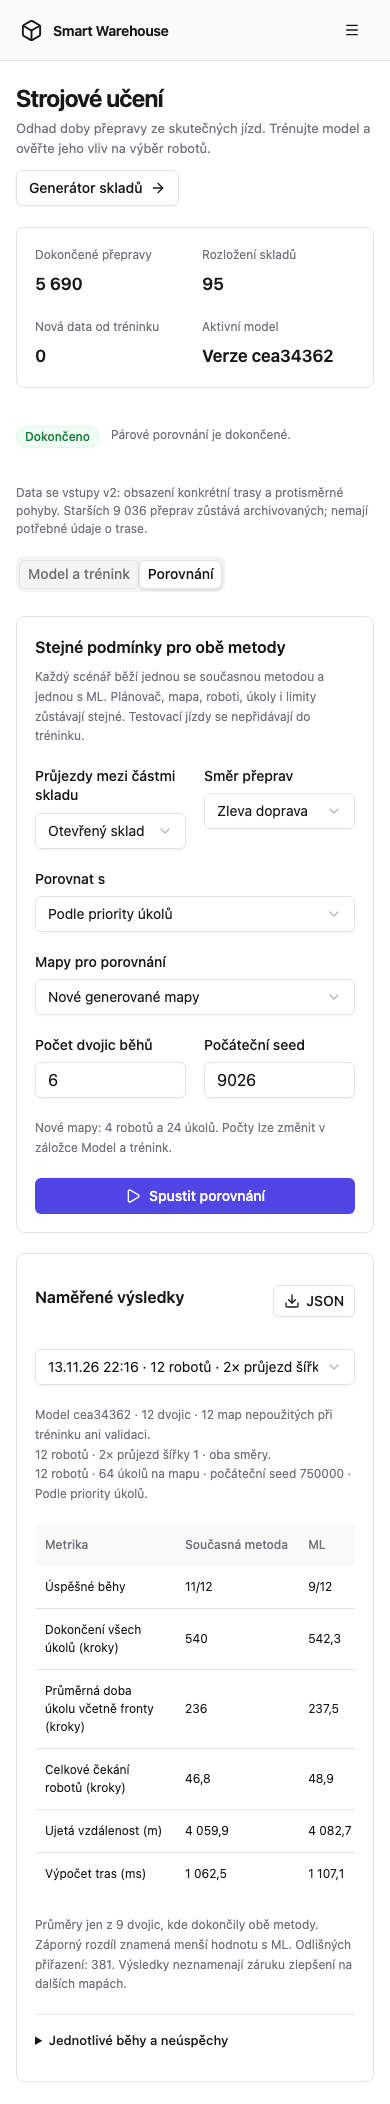 Smart Warehouse
Strojové učení
Odhad doby přepravy ze skutečných jízd. Trénujte model a
ověřte jeho vliv na výběr robotů.
Generátor skladů
Dokončené přepravy
5 690
Rozložení skladů
95
Nová data od tréninku
0
Aktivní model
Verze cea34362
Dokončeno
Párové porovnání je dokončené.
Data se vstupy v2: obsazení konkrétní trasy a protisměrné
pohyby. Starších 9 036 přeprav zůstává archivovaných; nemají
potřebné údaje o trase.
Model a trénink
Porovnání
Stejné podmínky pro obě metody
Každý scénář běží jednou se současnou metodou a
jednou s ML. Plánovač, mapa, roboti, úkoly i limity
zůstávají stejné. Testovací jízdy se nepřidávají do
tréninku.
Průjezdy mezi částmi
skladu
Otevřený sklad
Směr přeprav
Zleva doprava
Porovnat s
Podle priority úkolů
Mapy pro porovnání
Nové generované mapy
Počet dvojic běhů
6
Počáteční seed
9026
Nové mapy: 4 robotů a 24 úkolů. Počty lze změnit v
záložce Model a trénink.
Spustit porovnání
Naměřené výsledky
JSON
13.11.26 22:16 · 12 robotů · 2× průjezd šířk
Model cea34362 · 12 dvojic · 12 map nepoužitých při
tréninku ani validaci.
12 robotů · 2× průjezd šířky 1 · oba směry.
12 robotů · 64 úkolů na mapu · počáteční seed 750000 ·
Podle priority úkolů.
Metrika Současná metoda ML
Úspěšné běhy 11/12 9/12
Dokončení všech
úkolů (kroky) 540 542,3
Průměrná doba
úkolu včetně fronty
(kroky) 236 237,5
Celkové čekání
robotů (kroky) 46,8 48,9
Ujetá vzdálenost (m) 4 059,9 4 082,7
Výpočet tras (ms) 1 062,5 1 107,1
Průměry jen z 9 dvojic, kde dokončily obě metody.
Záporný rozdíl znamená menší hodnotu s ML. Odlišných
přiřazení: 381. Výsledky neznamenají záruku zlepšení na
dalších mapách.
Jednotlivé běhy a neúspěchy